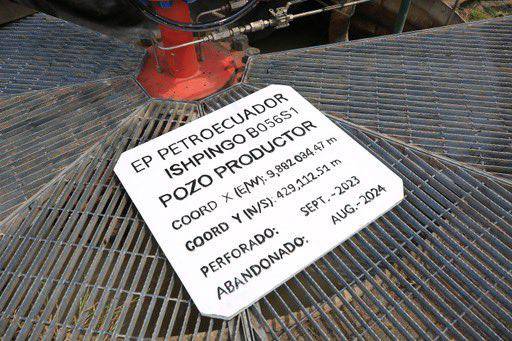 EP PETROECUADOR
ISHPINGO B056S1
POZO PRODUCTOR
COORD X (E/W): 9,882,034.47 m
COORD Y (N/S): 429,112.51 m
PERFORADO: SEPT.-2023
ABANDONADO: AUG.-2024